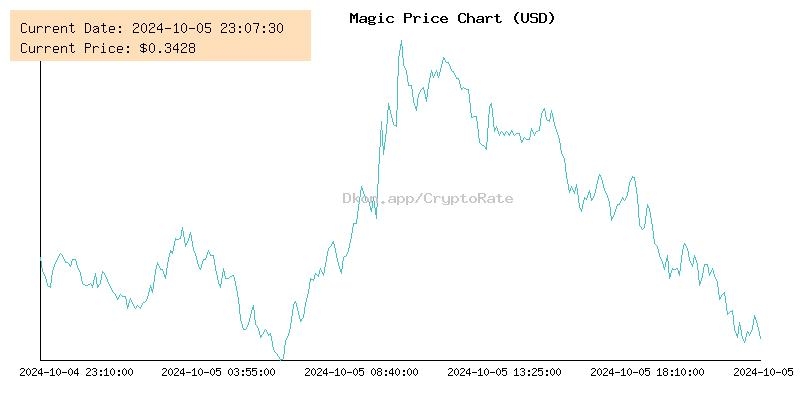 Magic Price Chart (USD)
Current Date: 2024-10-05 23:07:30
Current Price: $0.3428
Dkon.app/CryptoRate
2024-10-04 23:10:00 2024-10-05 03:55:00 2024-10-05 08:40:00 2024-10-05 13:25:00 2024-10-05 18:10:00 2024-10-05